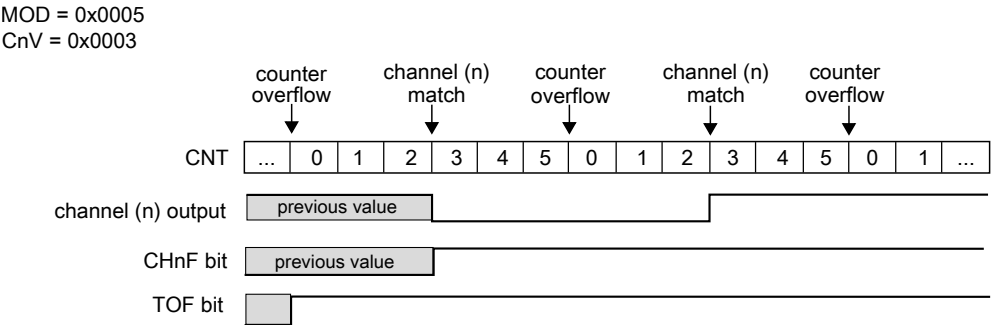 MOD = 0x0005
CnV = 0x0003
counter overflow channel (n) match counter overflow channel (n) match counter overflow
CNT ... 0 1 2 3 4 5 0 1 2 3 4 5 0 1 ...
channel (n) output previous value
CHnF bit previous value
TOF bit